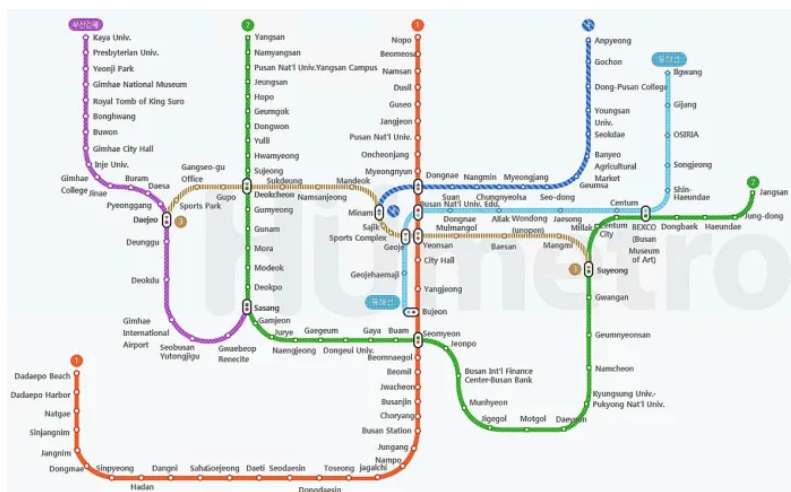 부산김해
Kaya Univ.
Presbyterian Univ.
Yeonji Park
Gimhae National Museum
Royal Tomb of King Suro
Bonghwang
Buwon
Gimhae City Hall
Inje Univ.
Gimhae
College
Jinae
Buram
Daesa
Pyeonggang
Daejeo
3
Deunggu
Deokdu
Gimhae
International
Airport
Seobusan
Yutongjigu
Gwaebeop
Renecite
2
Yangsan
Namyangsan
Pusan Nat'l Univ.Yangsan Campus
Jeungsan
Hopo
Geumgok
Dongwon
Yulli
Hwamyeong
Sujeong
Deokcheon
Gumyeong
Gunam
Mora
Modeok
Deokpo
Sasang
Gamjeon
Jurye
Naengjeong
Gaegeum
Dongeui Univ.
Gaya
Buam
Seomyeon
Jeonpo
Busan Int'l Finance
Center-Busan Bank
Munhyeon
Jigegol
Motgol
Daeyeon
Kyungsung Univ.·
Pukyong Nat'l Univ.
Namcheon
Geumnyeonsan
Gwangan
Suyeong
3
Millak
Centum
City
BEXCO
(Busan
Museum
of Art)
Dongbaek
Haeundae
Jung-dong
Jangsan
2
Gangseo-gu
Office
Sports Park
Gupo
Sukdeung
Namsanjeong
Mandeok
Minam
Sajik
Sports Complex
Geoje
Yeonsan
Mulmangol
Baesan
Mangmi
1
Nopo
Beomeosa
Namsan
Dusil
Guseo
Jangjeon
Pusan Nat'l Univ.
Oncheonjang
Myeongnyun
Dongnae
Busan Nat'l Univ. Edu.
City Hall
Yangjeong
Bujeon
Beomnaegol
Beomil
Jwacheon
Busanjin
Choryang
Busan Station
Jungang
Nampo
Jagalchi
Toseong
Dongdaesin
Seodaesin
Daeti
Goejeong
Saha
Dangni
Hadan
Sinpyeong
Dongmae
Jangnim
Sinjangnim
Natgae
Dadaepo Harbor
Dadaepo Beach
1
Anpyeong
Gochon
Dong-Pusan College
Youngsan
Univ.
Seokdae
Banyeo
Agricultural
Market
Geumsa
Seo-dong
Myeongjang
Chungnyeolsa
Nangmin
Suan
동해선
Ilgwang
Gijang
OSIRIA
Songjeong
Shin-
Haeundae
Centum
Jaesong
Wondong
(unopen)
Allak
Dongnae
Geojehaemaji
동해선
Humetro